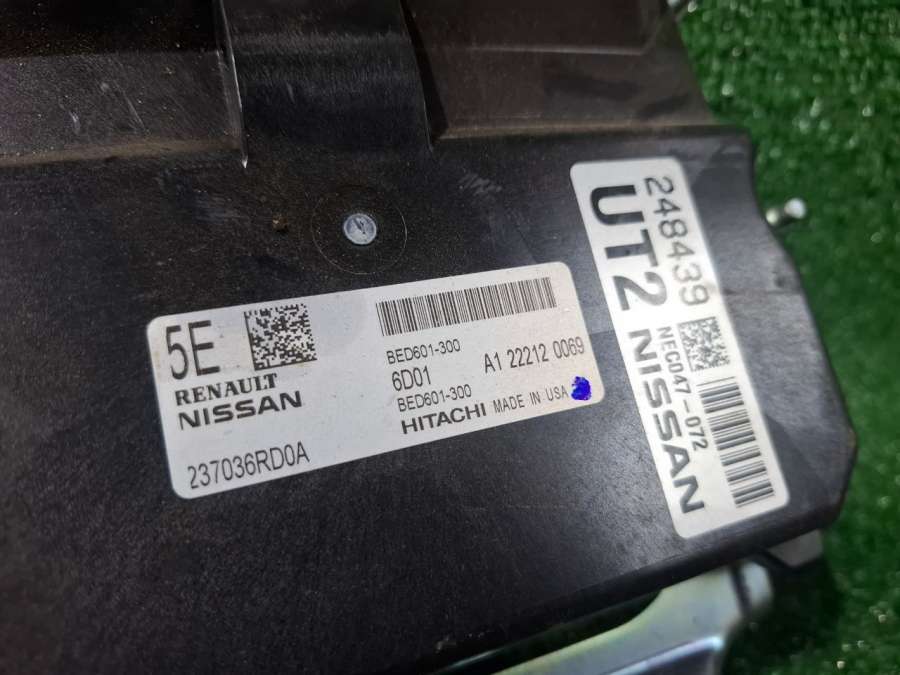 5E
RENAULT
NISSAN
237036RD0A
BED601-300
6D01
A1 22212 0069
BED601-300
HITACHI MADE IN USA
248439
UT2
NEC047-072
NISSAN